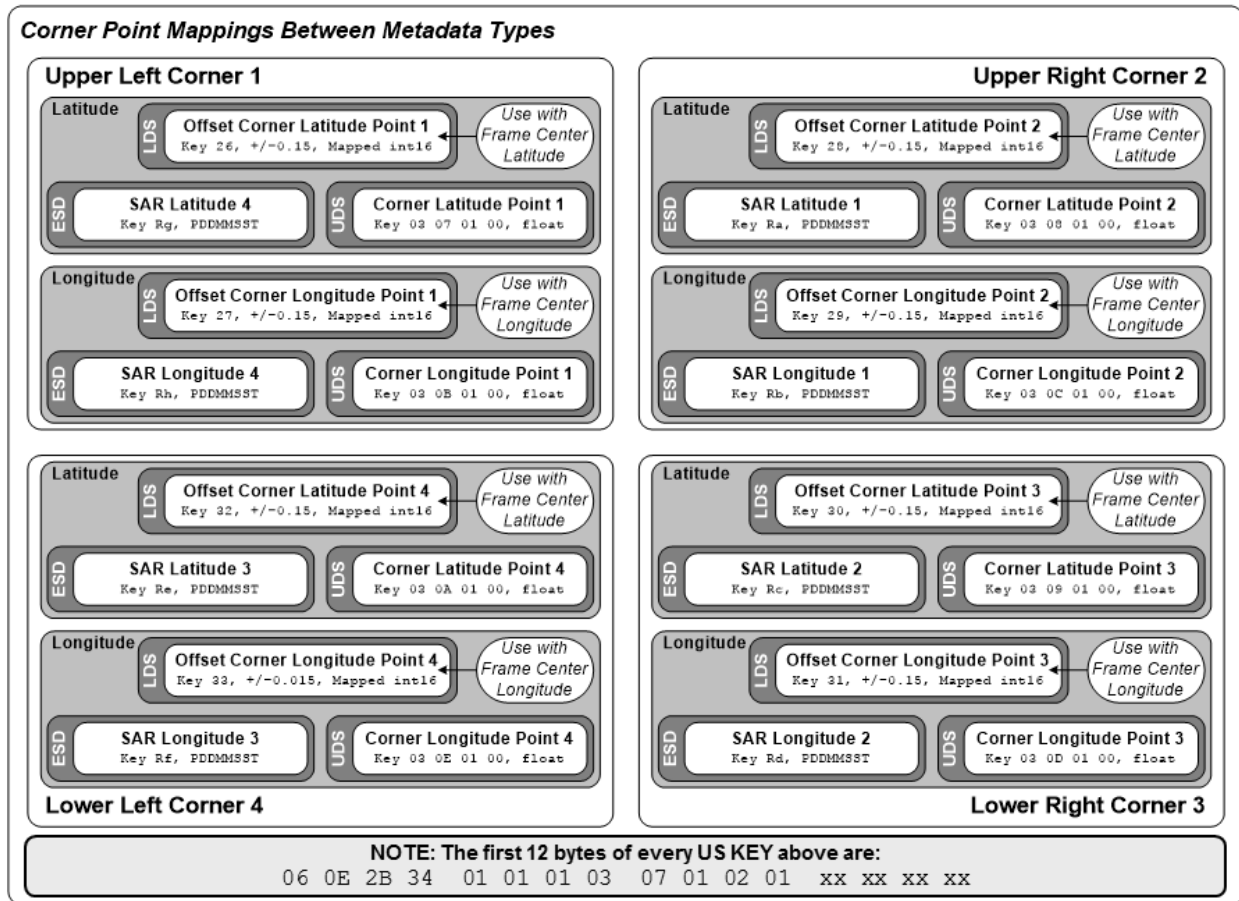 Corner Point Mappings Between Metadata Types
Upper Left Corner 1
Latitude
LDS
Offset Corner Latitude Point 1
Key 26, +/-0.15, Mapped int16
Use with
Frame Center
Latitude
ESD
SAR Latitude 4
Key Rg, PDDMMSST
UDS
Corner Latitude Point 1
Key 03 07 01 00, float
Longitude
LDS
Offset Corner Longitude Point 1
Key 27, +/-0.15, Mapped int16
Use with
Frame Center
Longitude
ESD
SAR Longitude 4
Key Rh, PDDMMSST
UDS
Corner Longitude Point 1
Key 03 0B 01 00, float
Upper Right Corner 2
Latitude
LDS
Offset Corner Latitude Point 2
Key 28, +/-0.15, Mapped int16
Use with
Frame Center
Latitude
ESD
SAR Latitude 1
Key Ra, PDDMMSST
UDS
Corner Latitude Point 2
Key 03 08 01 00, float
Longitude
LDS
Offset Corner Longitude Point 2
Key 29, +/-0.15, Mapped int16
Use with
Frame Center
Longitude
ESD
SAR Longitude 1
Key Rb, PDDMMSST
UDS
Corner Longitude Point 2
Key 03 0C 01 00, float
Latitude
LDS
Offset Corner Latitude Point 4
Key 32, +/-0.15, Mapped int16
Use with
Frame Center
Latitude
ESD
SAR Latitude 3
Key Re, PDDMMSST
UDS
Corner Latitude Point 4
Key 03 0A 01 00, float
Longitude
LDS
Offset Corner Longitude Point 4
Key 33, +/-0.015, Mapped int16
Use with
Frame Center
Longitude
ESD
SAR Longitude 3
Key Rf, PDDMMSST
UDS
Corner Longitude Point 4
Key 03 0E 01 00, float
Lower Left Corner 4
Latitude
LDS
Offset Corner Latitude Point 3
Key 30, +/-0.15, Mapped int16
Use with
Frame Center
Latitude
ESD
SAR Latitude 2
Key Rc, PDDMMSST
UDS
Corner Latitude Point 3
Key 03 09 01 00, float
Longitude
LDS
Offset Corner Longitude Point 3
Key 31, +/-0.15, Mapped int16
Use with
Frame Center
Longitude
ESD
SAR Longitude 2
Key Rd, PDDMMSST
UDS
Corner Longitude Point 3
Key 03 0D 01 00, float
Lower Right Corner 3
NOTE: The first 12 bytes of every US KEY above are:
06 0E 2B 34 01 01 01 03 07 01 02 01 xx xx xx xx